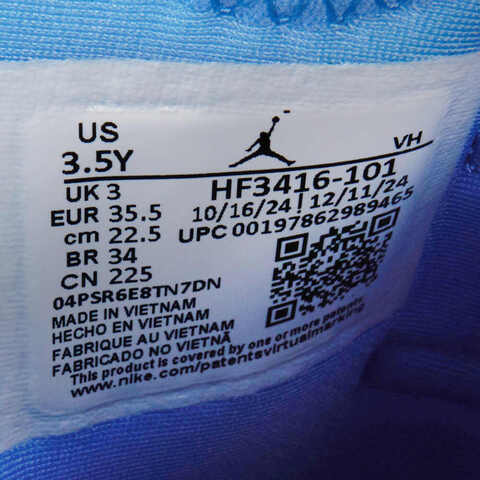 US
3.5Y
VH
UK 3
HF3416-101
EUR 35.5
10/16/24 | 12/11/24
cm 22.5
UPC 00197862989465
BR 34
CN 225
04PSR6E8TN7DN
MADE IN VIETNAM
HECHO EN VIETNAM
FABRIQUE AU VIETNAM
FABRICADO NO VIETNÃ
This product is covered by one or more patents.
www.nike.com/patentsvirtualmarking